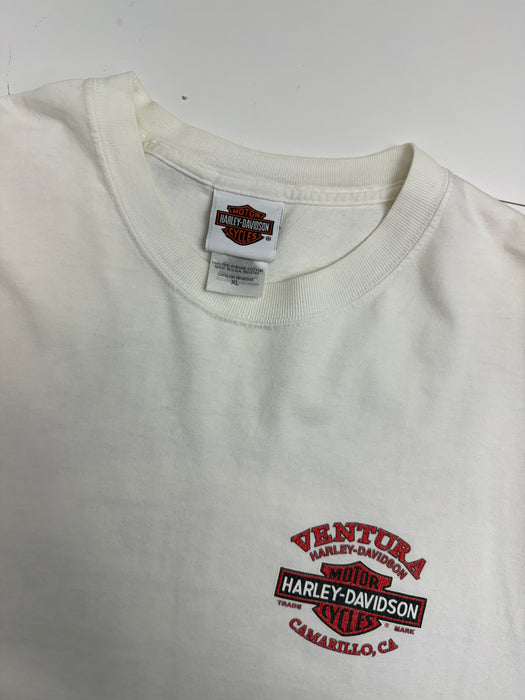 MOTOR
HARLEY-DAVIDSON
CYCLES
XL
VENTURA
HARLEY-DAVIDSON
MOTOR
HARLEY-DAVIDSON
CYCLES
TRADE ® MARK
CAMARILLO, CA